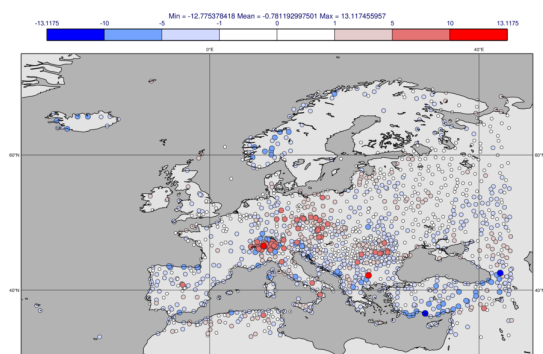 Min = -12.775378418 Mean = -0.781192997501 Max = 13.117455957
-13.1175 -10 -5 -1 0 1 5 10 13.1175
0°E 40°E
60°N 60°N
40°N 40°N